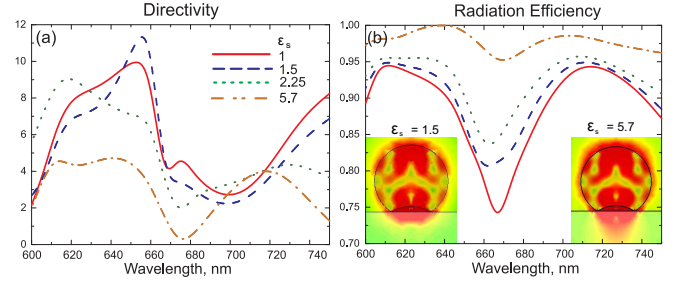 Directivity
(a)
εs
1
1.5
2.25
5.7
12
10
8
6
4
2
0
600 620 640 660 680 700 720 740
Wavelength, nm
Radiation Efficiency
(b)
1.00
0.95
0.90
0.85
0.80
0.75
0.70
εs = 1.5
εs = 5.7
600 620 640 660 680 700 720 740
Wavelength, nm